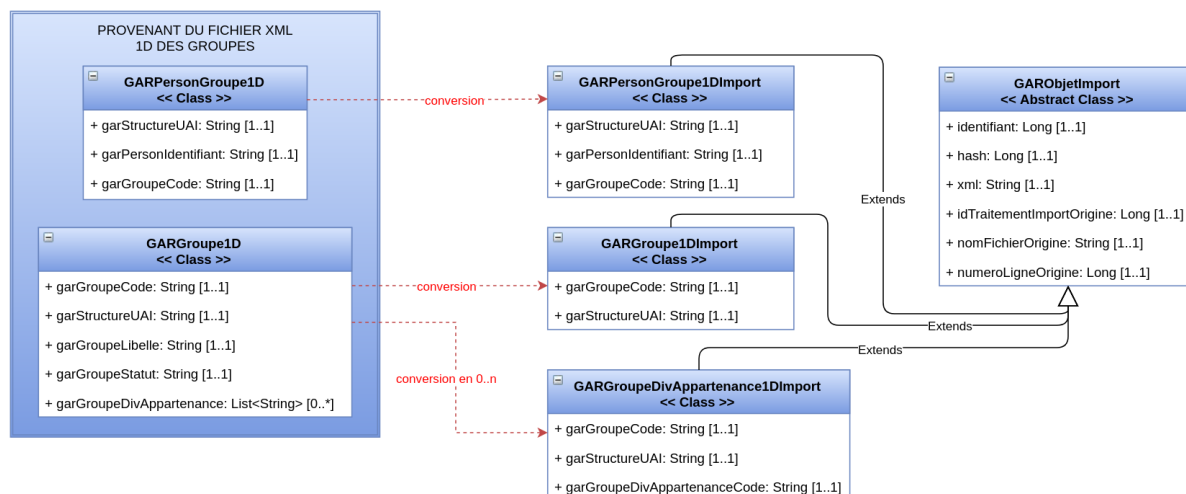 PROVENANT DU FICHIER XML
1D DES GROUPES
GARPersonGroupe1D
<< Class >>
+ garStructureUAI: String [1..1]
+ garPersonIdentifiant: String [1..1]
+ garGroupeCode: String [1..1]
GARGroupe1D
<< Class >>
+ garGroupeCode: String [1..1]
+ garStructureUAI: String [1..1]
+ garGroupeLibelle: String [1..1]
+ garGroupeStatut: String [1..1]
+ garGroupeDivAppartenance: List<String> [0..*]
conversion
conversion
conversion en 0..n
GARPersonGroupe1DImport
<< Class >>
+ garStructureUAI: String [1..1]
+ garPersonIdentifiant: String [1..1]
+ garGroupeCode: String [1..1]
GARGroupe1DImport
<< Class >>
+ garGroupeCode: String [1..1]
+ garStructureUAI: String [1..1]
GARGroupeDivAppartenance1DImport
<< Class >>
+ garGroupeCode: String [1..1]
+ garStructureUAI: String [1..1]
+ garGroupeDivAppartenanceCode: String [1..1]
Extends
Extends
Extends
GARObjetImport
<< Abstract Class >>
+ identifiant: Long [1..1]
+ hash: Long [1..1]
+ xml: String [1..1]
+ idTraitementImportOrigine: Long [1..1]
+ nomFichierOrigine: String [1..1]
+ numeroLigneOrigine: Long [1..1]